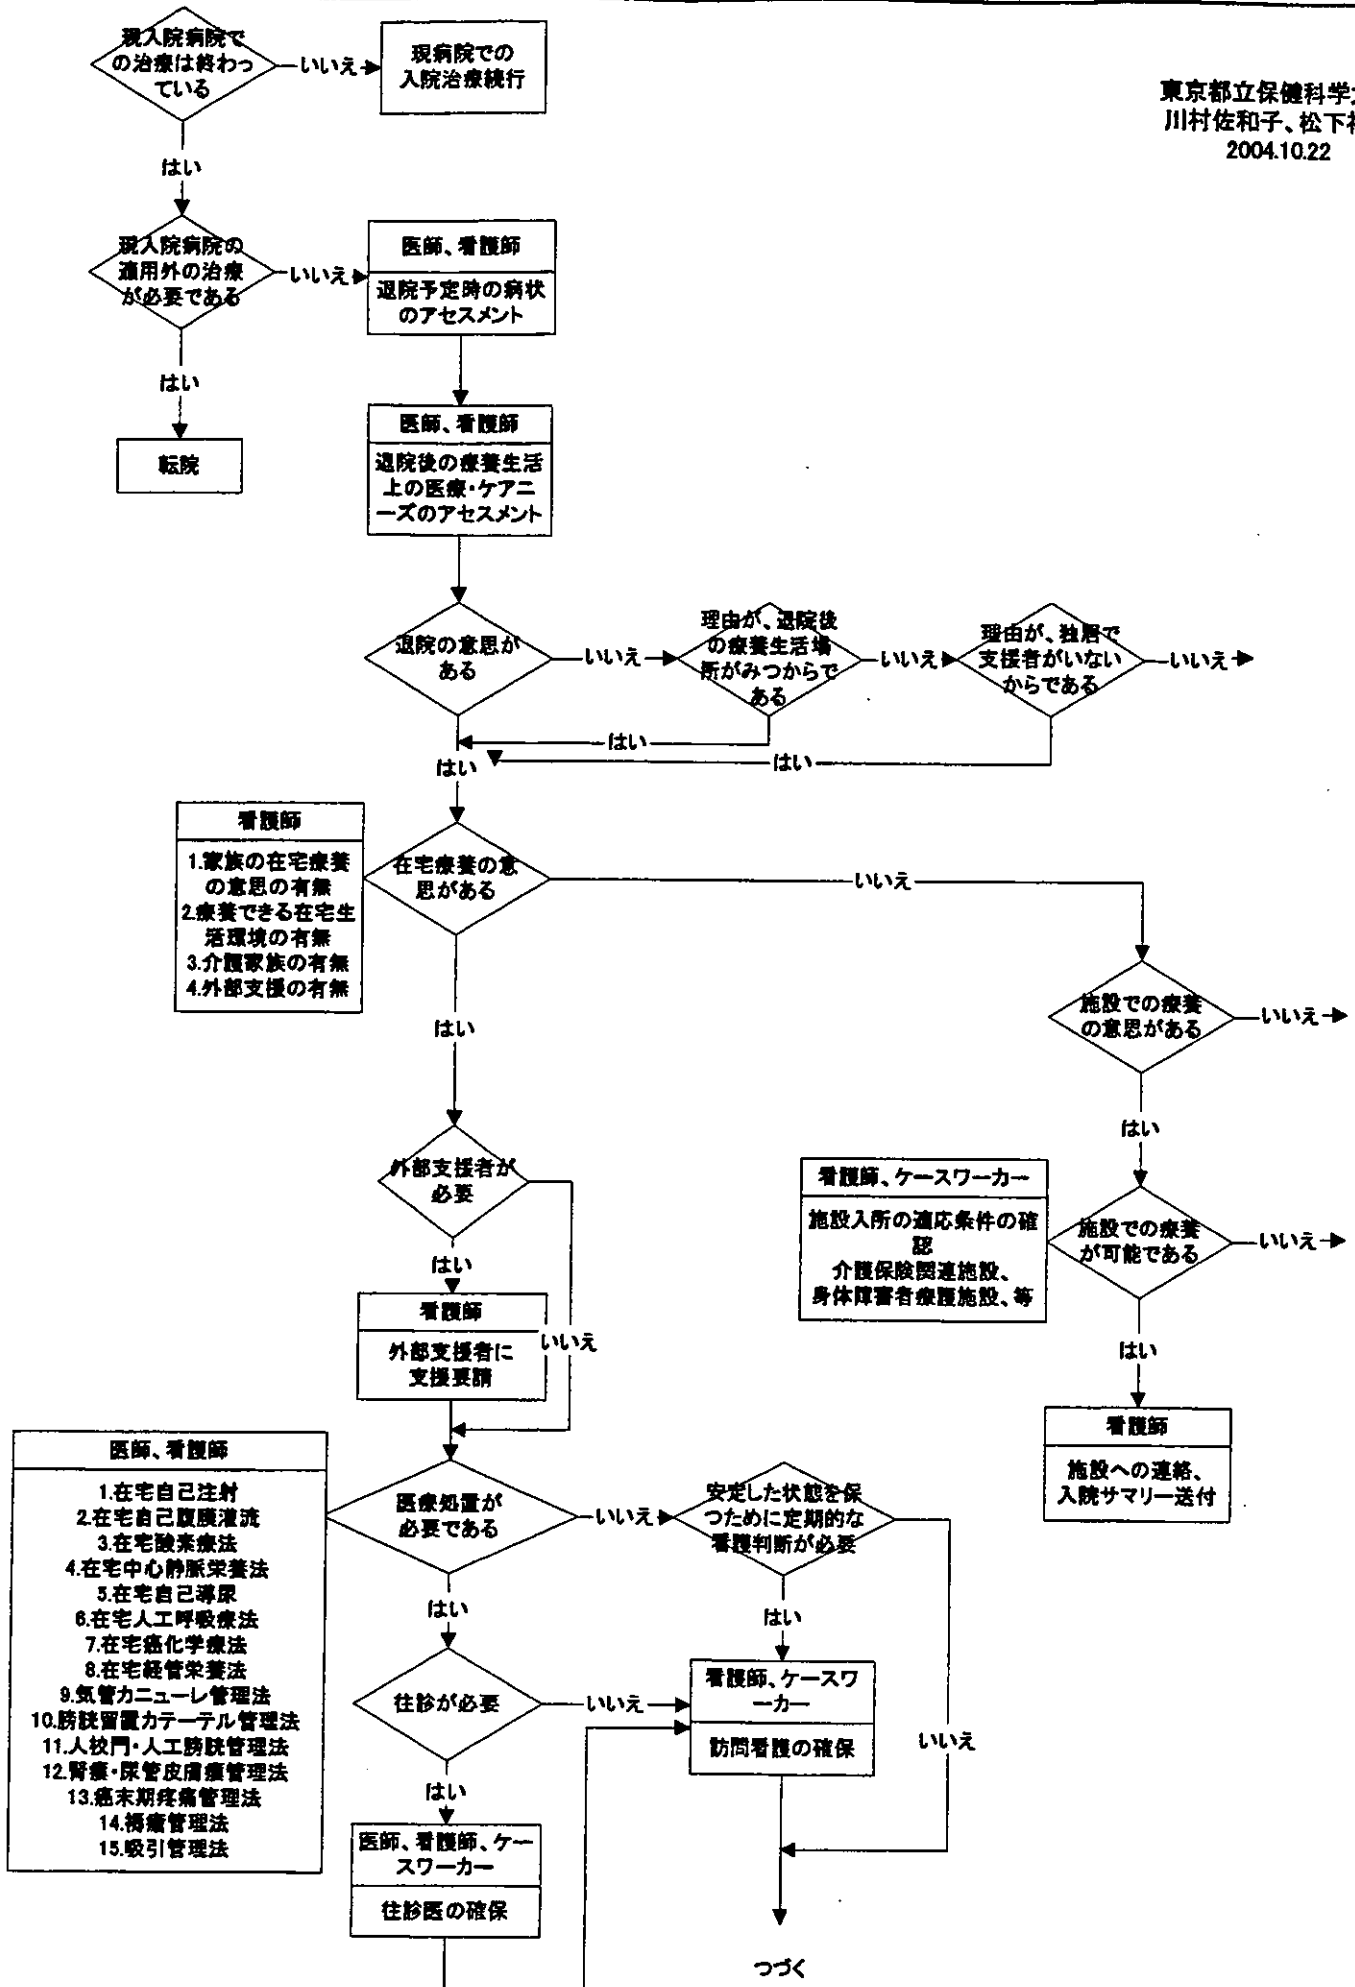 現入院病院で
の治療は終わっ
ている
いいえ
現病院での
入院治療続行
東京都立保健科学
川村佐和子、松下
2004.10.22
はい
現入院病院の
適用外の治療
が必要である
いいえ
医師、看護師
退院予定時の病状
のアセスメント
はい
転院
医師、看護師
退院後の療養生活
上の医療・ケアニ
ーズのアセスメント
退院の意思が
ある
いいえ
理由が、退院後
の療養生活場
所がみつからで
ある
いいえ
理由が、独居で
支援者がいない
からである
いいえ
はい
はい
はい
看護師
1.家族の在宅療養
の意思の有無
2.療養できる在宅生
活環境の有無
3.介護家族の有無
4.外部支援の有無
在宅療養の意
思がある
いいえ
はい
施設での療養
の意思がある
いいえ
はい
外部支援者が
必要
はい
いいえ
看護師
外部支援者に
支援要請
看護師、ケースワーカー
施設入所の適応条件の確
認
介護保険関連施設、
身体障害者療護施設、等
施設での療養
が可能である
いいえ
はい
看護師
施設への連絡、
入院サマリー送付
医師、看護師
1.在宅自己注射
2.在宅自己腹膜灌流
3.在宅酸素療法
4.在宅中心静脈栄養法
5.在宅自己導尿
6.在宅人工呼吸療法
7.在宅癌化学療法
8.在宅経管栄養法
9.気管カニューレ管理法
10.膀胱留置カテーテル管理法
11.人校門・人工膀胱管理法
12.腎瘻・尿管皮膚瘻管理法
13.癌末期疼痛管理法
14.褥瘡管理法
15.吸引管理法
医療処置が
必要である
いいえ
安定した状態を保
つために定期的な
看護判断が必要
はい
はい
いいえ
往診が必要
いいえ
看護師、ケースワ
ーカー
訪問看護の確保
はい
医師、看護師、ケー
スワーカー
往診医の確保
つづく